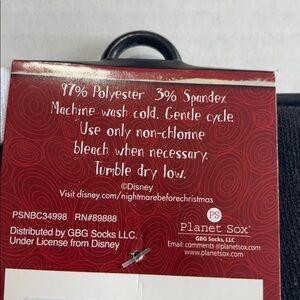 97% Polyester 3% Spandex
Machine wash cold. Gentle cycle
Use only non-chlorine
bleach when necessary.
Tumble dry low.
©Disney
Visit disney.com/nightmarebeforechristmas
PSNBC34998 RN#89888
Distributed by GBG Socks LLC.
Under License from Disney
PS
Planet Sox™
GBG Socks, LLC
Email: comments@planetsox.com
www.planetsox.com